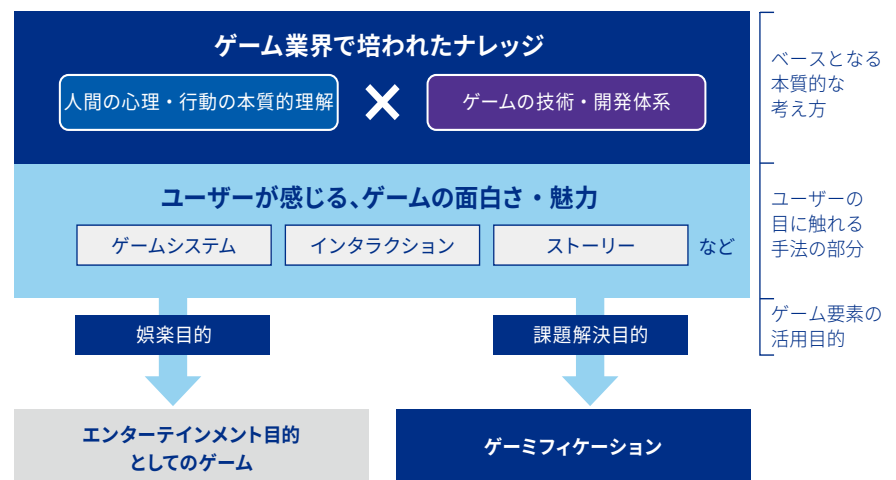 ゲーム業界で培われたナレッジ
人間の心理・行動の本質的理解
×
ゲームの技術・開発体系
ベースとなる
本質的な
考え方
ユーザーが感じる、ゲームの面白さ・魅力
ゲームシステム
インタラクション
ストーリー
など
ユーザーの
目に触れる
手法の部分
娯楽目的
課題解決目的
ゲーム要素の
活用目的
エンターテインメント目的
としてのゲーム
ゲーミフィケーション